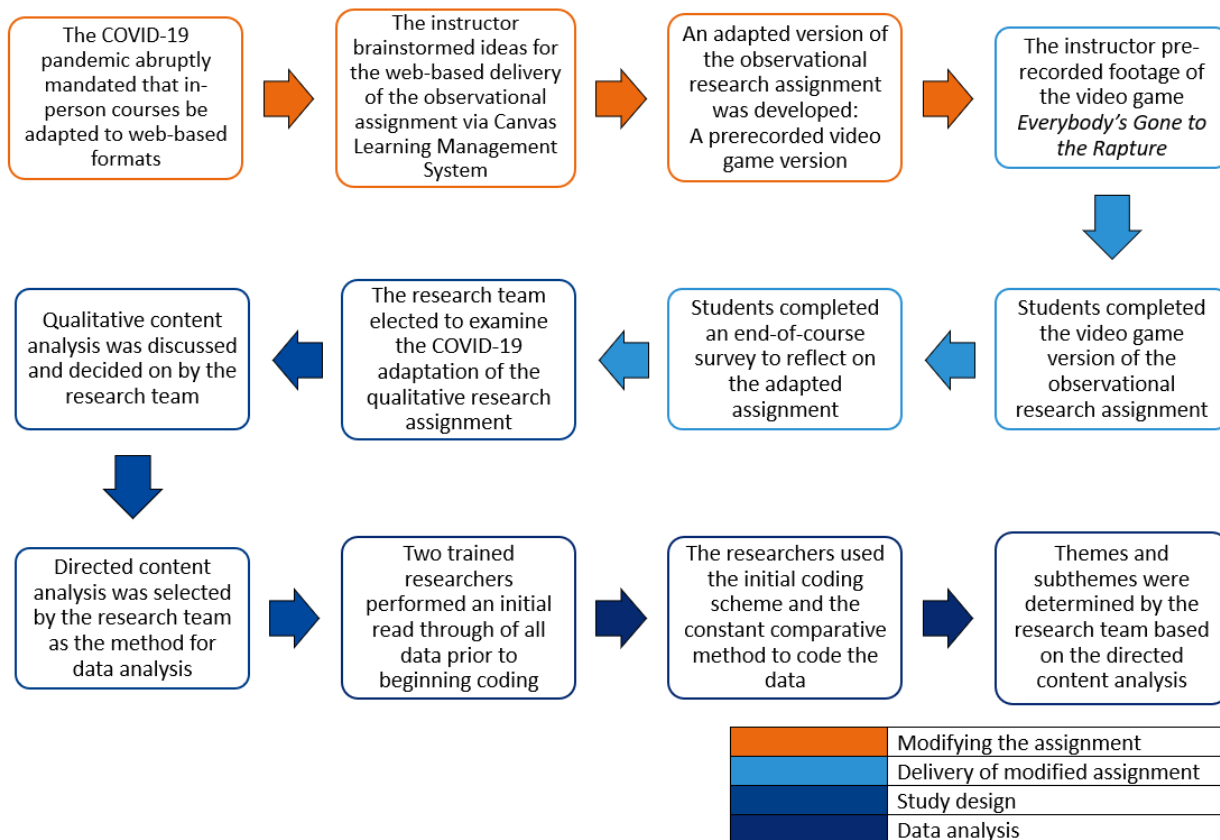 The COVID-19
pandemic abruptly
mandated that in-
person courses be
adapted to web-based
formats
The instructor
brainstormed ideas for
the web-based delivery
of the observational
assignment via Canvas
Learning Management
System
An adapted version of
the observational
research assignment
was developed:
A prerecorded video
game version
The instructor pre-
recorded footage of
the video game
Everybody's Gone to
the Rapture
Students completed
the video game
version of the
observational
research assignment
Students completed
an end-of-course
survey to reflect on
the adapted
assignment
The research team
elected to examine
the COVID-19
adaptation of the
qualitative research
assignment
Qualitative content
analysis was discussed
and decided on by the
research team
Directed content
analysis was selected
by the research team
as the method for
data analysis
Two trained
researchers
performed an initial
read through of all
data prior to
beginning coding
The researchers used
the initial coding
scheme and the
constant comparative
method to code the
data
Themes and
subthemes were
determined by the
research team based
on the directed
content analysis
Modifying the assignment
Delivery of modified assignment
Study design
Data analysis